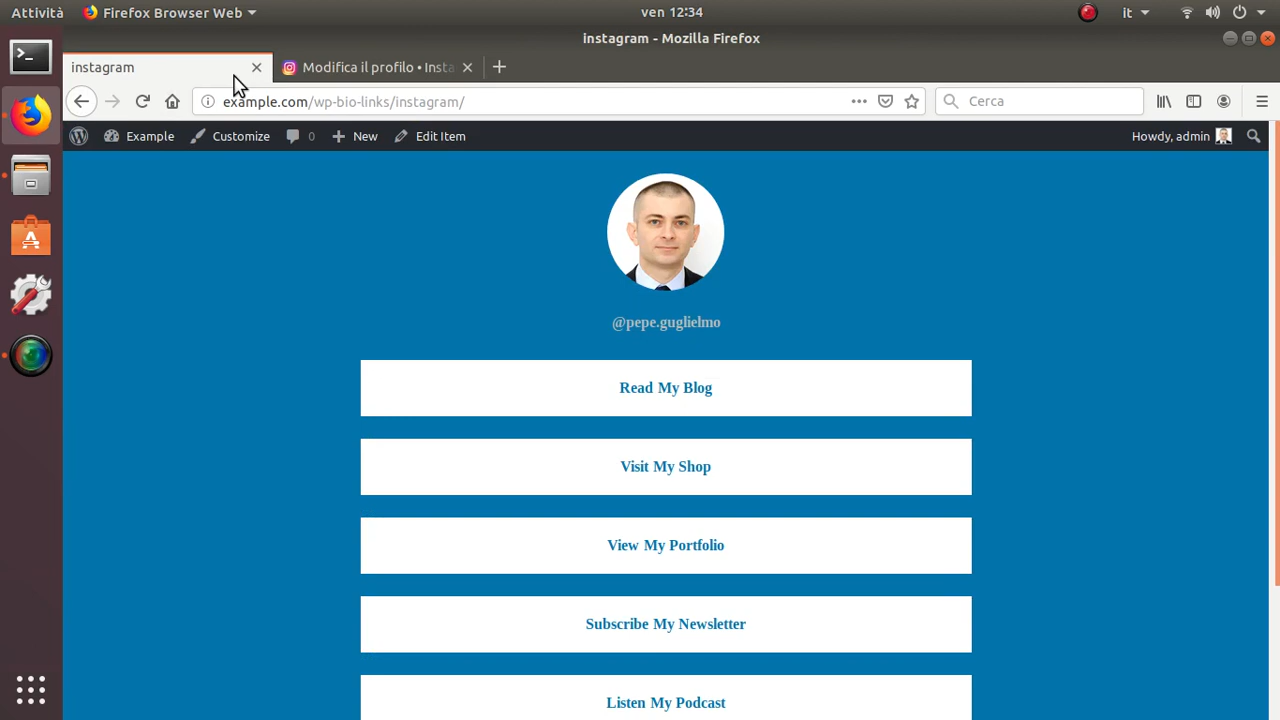 Attività Firefox Browser Web ven 12:34 it
instagram - Mozilla Firefox
instagram Modifica il profilo • Insta
example.com/wp-bio-links/instagram/ Cerca
Example Customize 0 New Edit Item Howdy, admin
@pepe.guglielmo
Read My Blog
Visit My Shop
View My Portfolio
Subscribe My Newsletter
Listen My Podcast